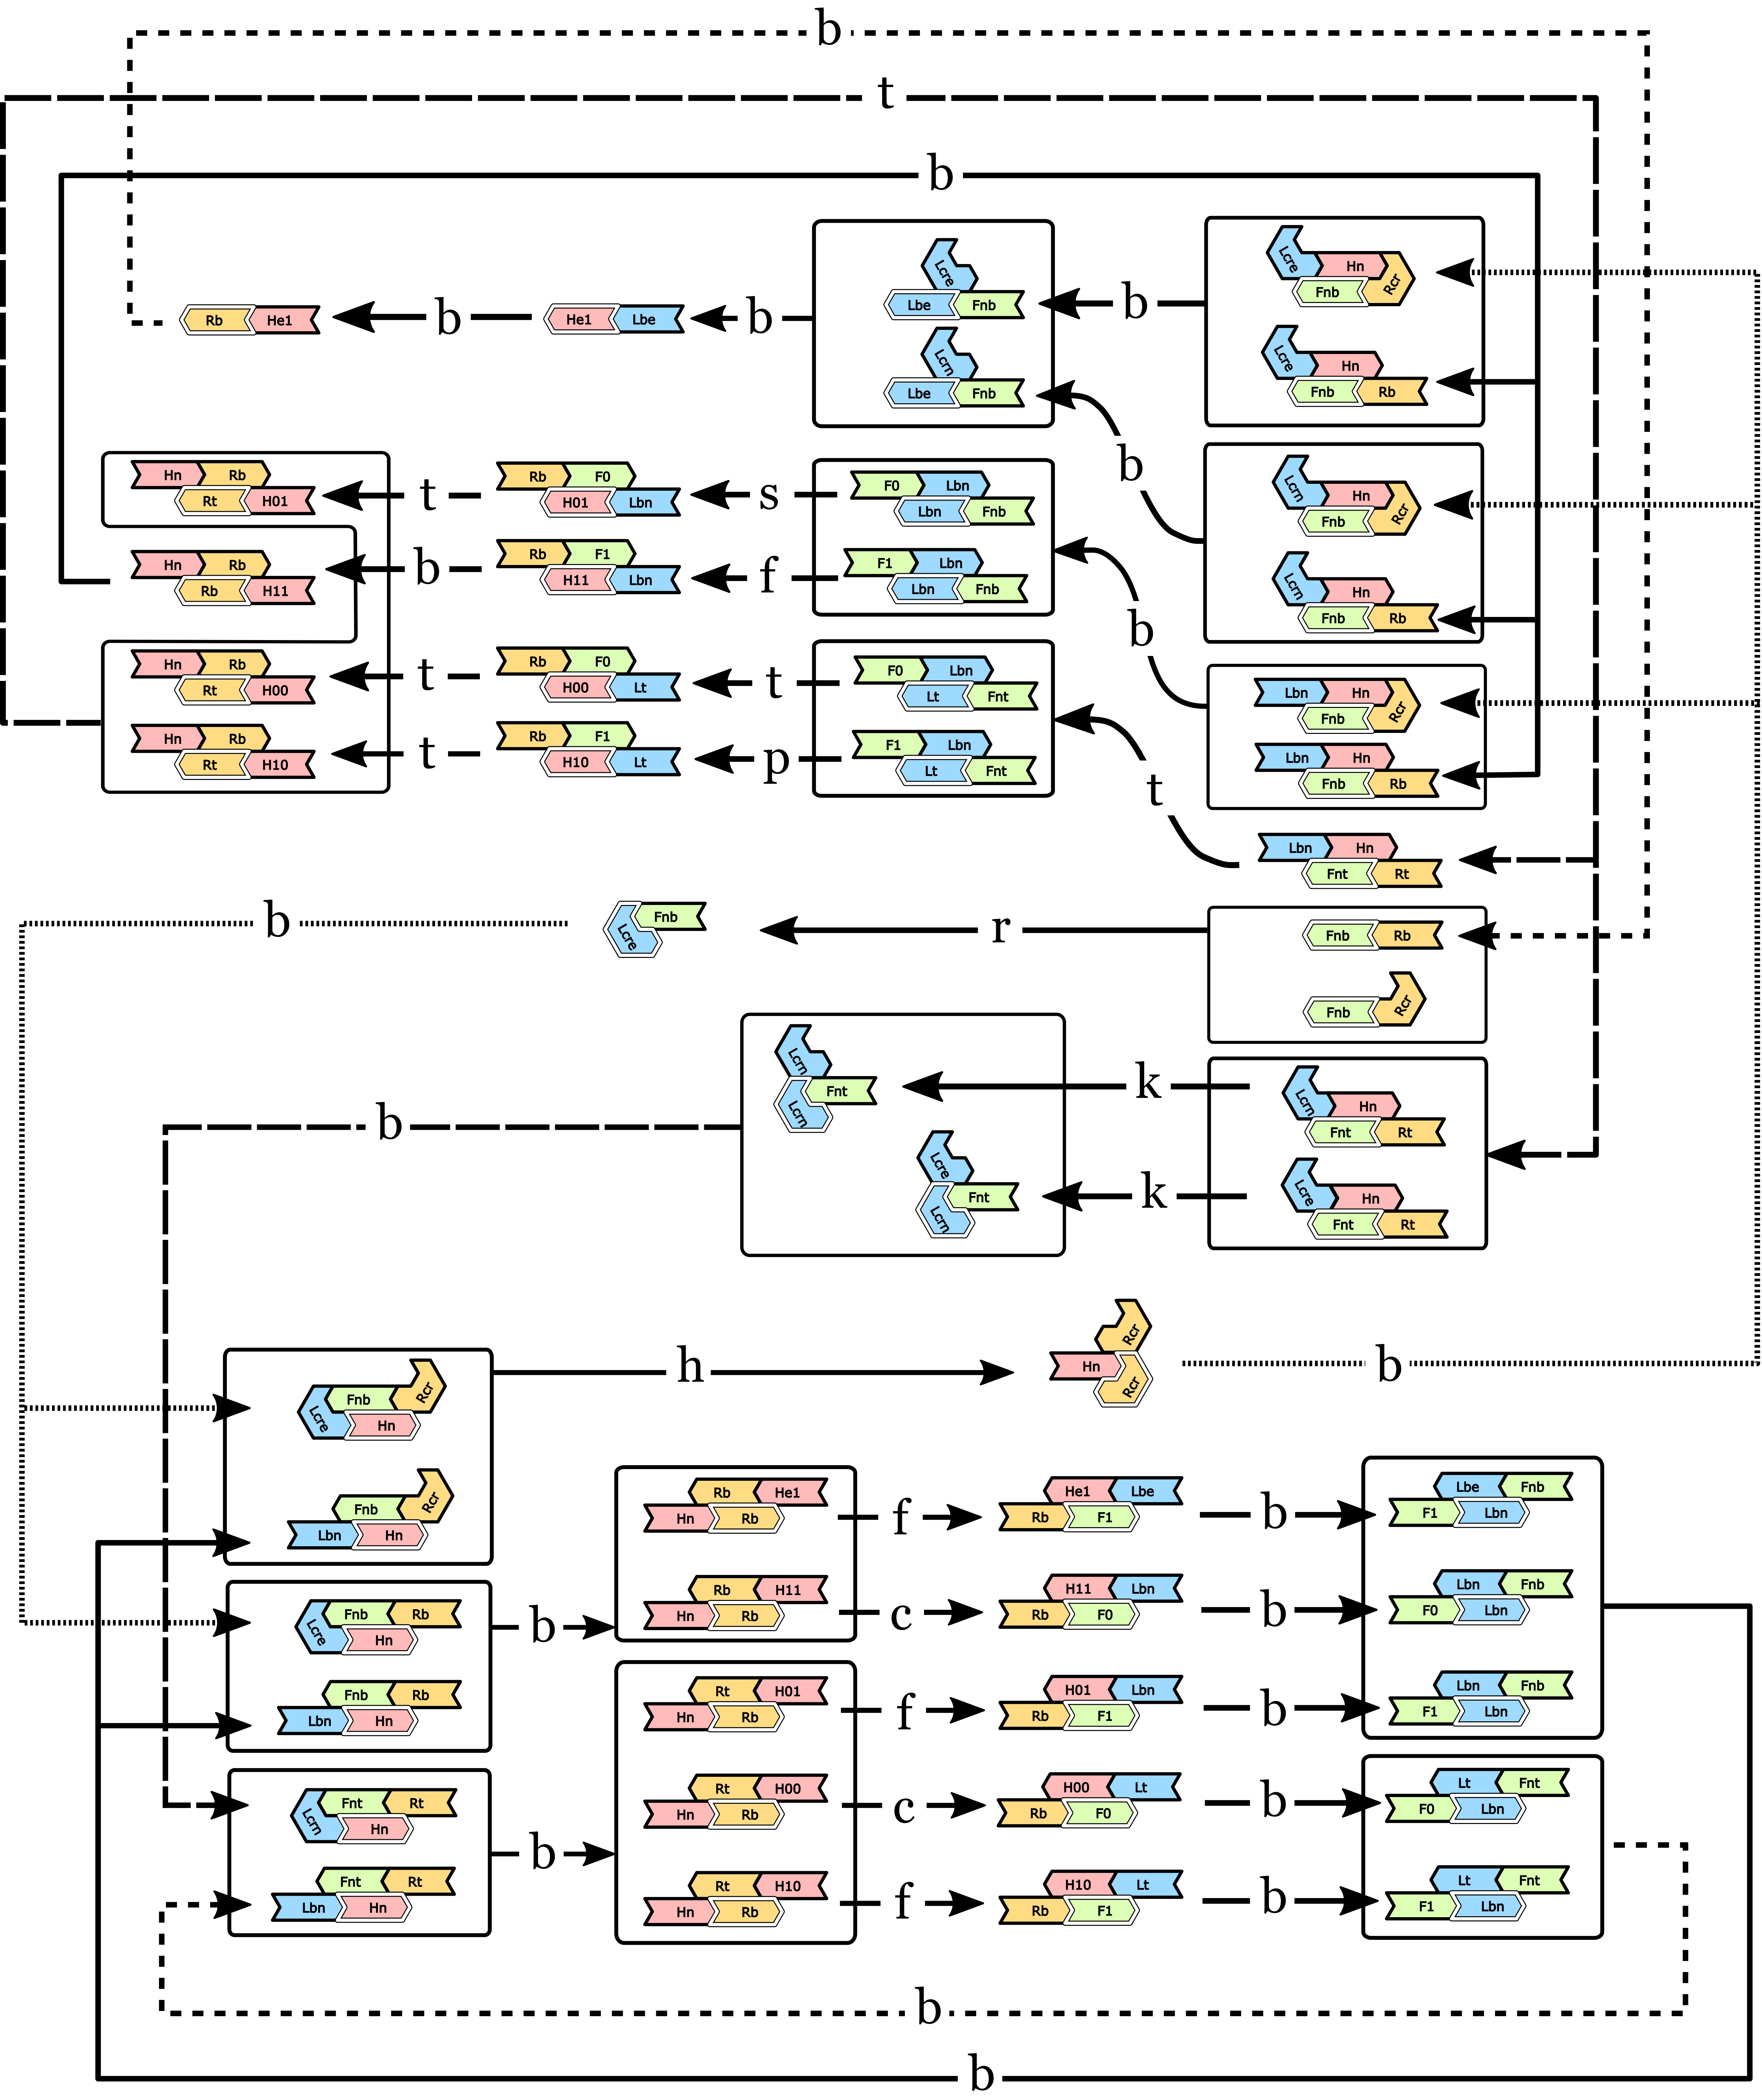 b
t
b
Lcre Hn Rcr
Fnb
Lcre
Lbe Fnb
b
Rb He1
b
He1 Lbe
b
Lcrn
Lbe Fnb
Lcre Hn
Fnb Rb
b
Hn Rb
Rt H01
t
Rb F0
H01 Lbn
s
F0 Lbn
Lbn Fnb
Lcrn Hn Rcr
Fnb
Hn Rb
Rb H11
b
Rb F1
H11 Lbn
f
F1 Lbn
Lbn Fnb
b
Lcrn Hn
Fnb Rb
Hn Rb
Rt H00
t
Rb F0
H00 Lt
t
F0 Lbn
Lt Fnt
Lbn Hn Rcr
Fnb
Hn Rb
Rt H10
t
Rb F1
H10 Lt
p
F1 Lbn
Lt Fnt
t
Lbn Hn
Fnb Rb
Lbn Hn
Fnt Rt
b
Lcre Fnb
r
Fnb Rb
Fnb Rcr
Lcrn
Lcrn Fnt
k
Lcrn Hn
Fnt Rt
b
Lcre
Lcrn Fnt
k
Lcre Hn
Fnt Rt
h
Rcr
Hn Rcr
b
Fnb Rcr
Lcre Hn
Fnb Rcr
Lbn Hn
Rb He1
Hn Rb
f
He1 Lbe
Rb F1
b
Lbe Fnb
F1 Lbn
Fnb Rb
Lcre Hn
b
Rb H11
Hn Rb
c
H11 Lbn
Rb F0
b
Lbn Fnb
F0 Lbn
Fnb Rb
Lbn Hn
Rt H01
Hn Rb
f
H01 Lbn
Rb F1
b
Lbn Fnb
F1 Lbn
Fnt Rt
Lcrn Hn
b
Rt H00
Hn Rb
c
H00 Lt
Rb F0
b
Lt Fnt
F0 Lbn
Fnt Rt
Lbn Hn
Rt H10
Hn Rb
f
H10 Lt
Rb F1
b
Lt Fnt
F1 Lbn
b
b